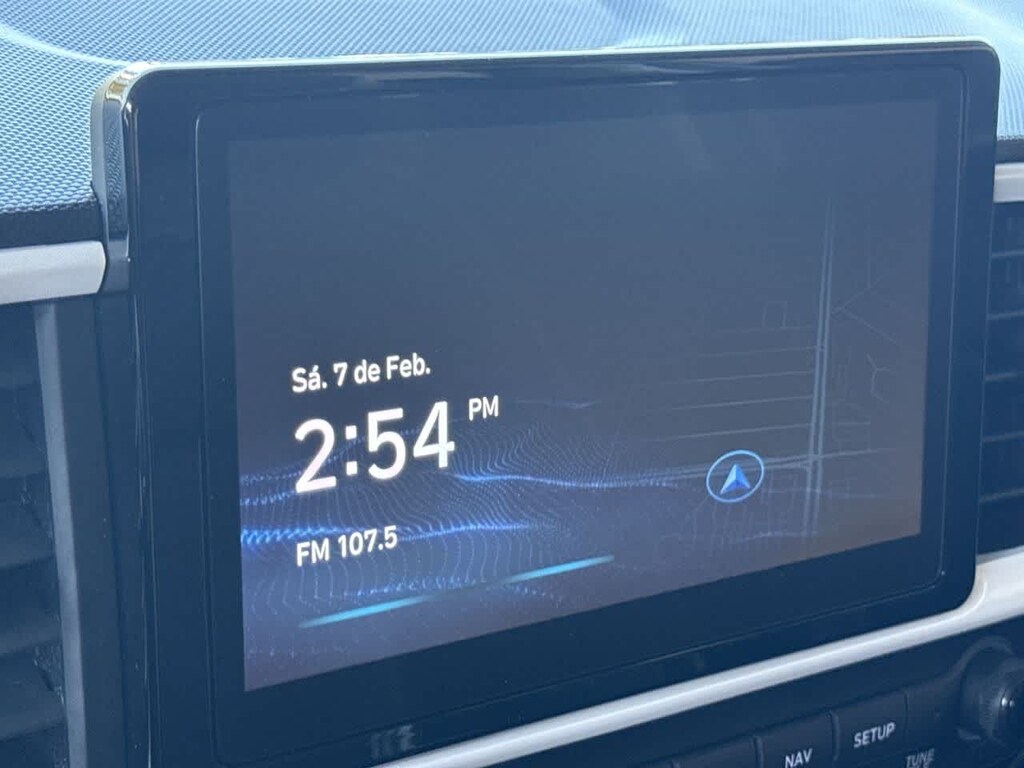 Sá. 7 de Feb.
2:54 PM
FM 107.5
NAV
SETUP
TUNE